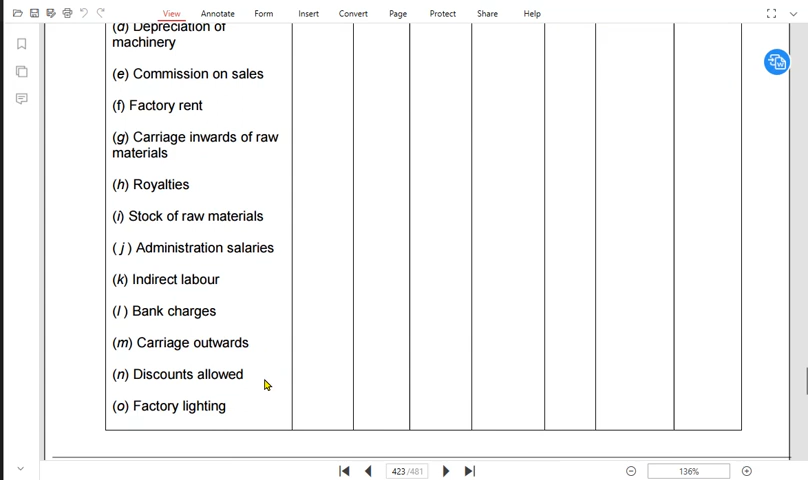 View Annotate Form Insert Convert Page Protect Share Help
(d) Depreciation of
machinery
(e) Commission on sales
(f) Factory rent
(g) Carriage inwards of raw
materials
(h) Royalties
(i) Stock of raw materials
( j ) Administration salaries
(k) Indirect labour
(l ) Bank charges
(m) Carriage outwards
(n) Discounts allowed
(o) Factory lighting
423/481
136%